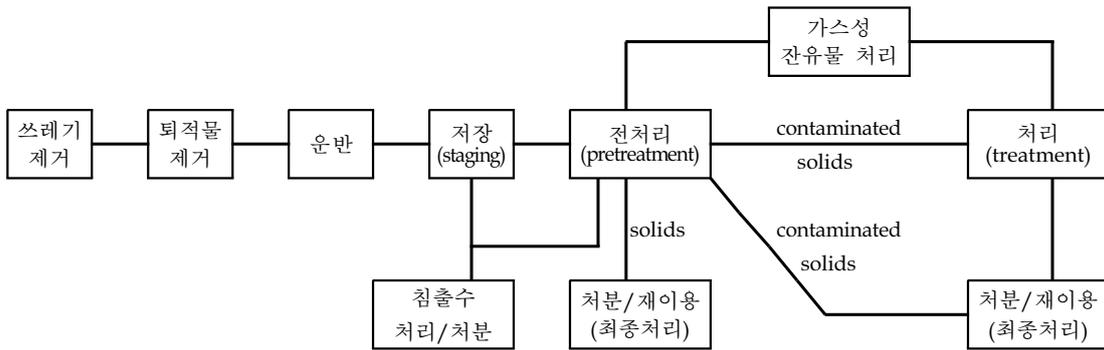 가스성
잔유물 처리
쓰레기
제거
퇴적물
제거
운반
저장
(staging)
전처리
(pretreatment)
contaminated
solids
처리
(treatment)
solids
contaminated
solids
침출수
처리/처분
처분/재이용
(최종처리)
처분/재이용
(최종처리)